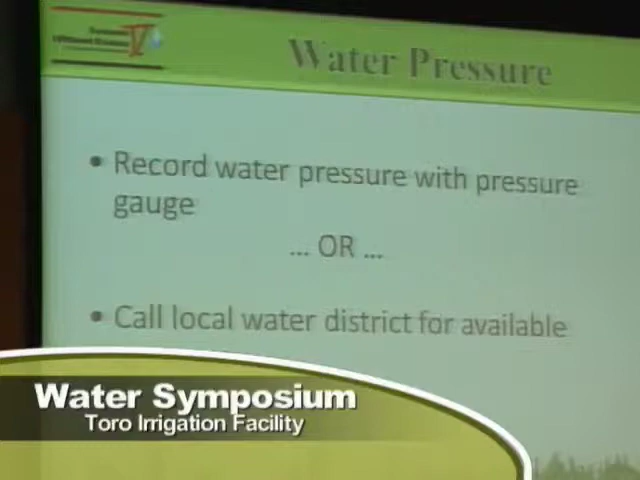 Water Pressure
• Record water pressure with pressure
gauge
... OR ...
• Call local water district for available
Water Symposium
Toro Irrigation Facility